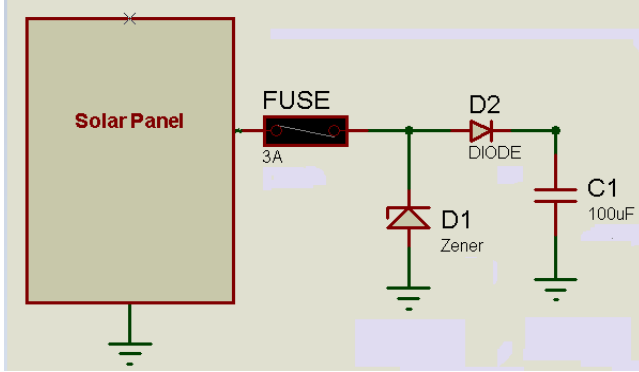 Solar Panel
FUSE
3A
D2
DIODE
D1
Zener
C1
100uF